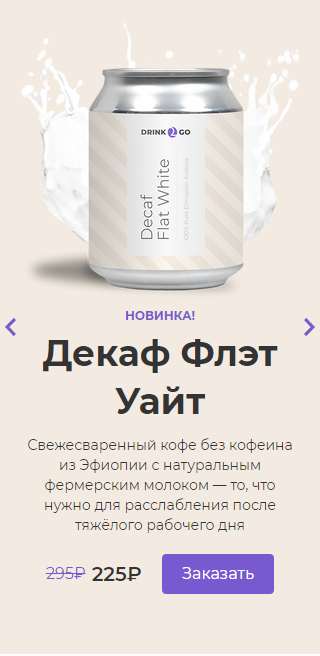 DRINK 2 GO
Decaf
Flat White
100% Pure Ethiopian Arabica
НОВИНКА!
Декаф Флэт
Уайт
Свежесваренный кофе без кофеина
из Эфиопии с натуральным
фермерским молоком — то, что
нужно для расслабления после
тяжёлого рабочего дня
295₽ 225₽ Заказать